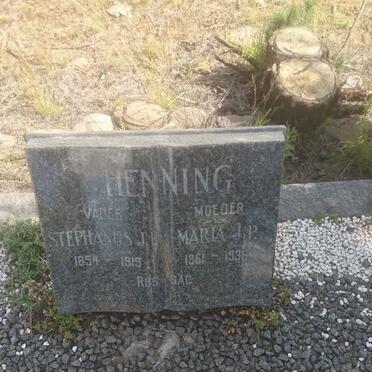 HENNING
VADER MOEDER
STEPHANUS J. MARIA J.P.
1854 - 1919 1861 - 1936
RUS SAG